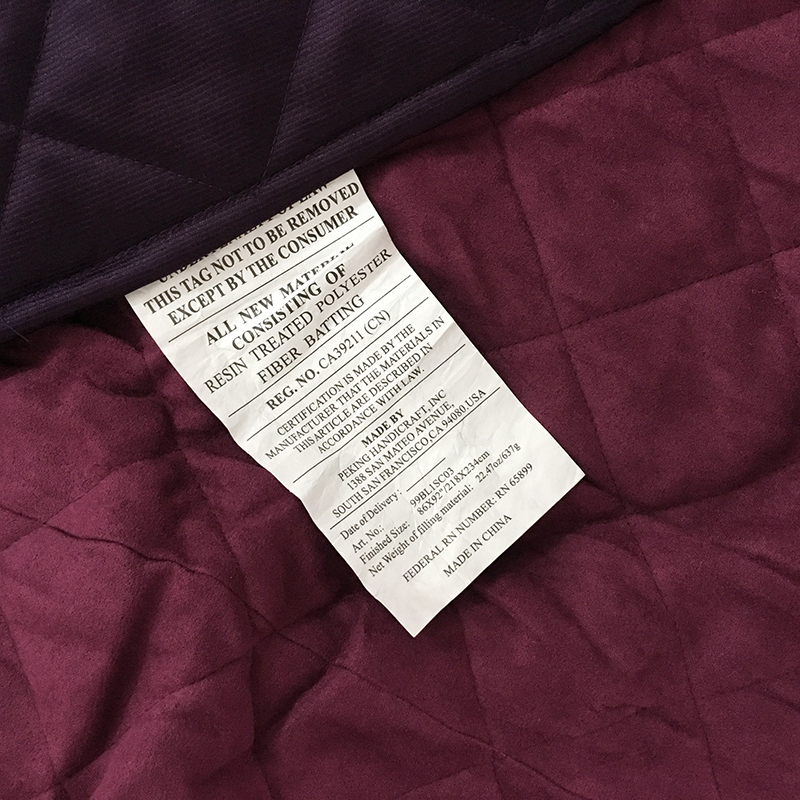 THIS TAG NOT TO BE REMOVED
EXCEPT BY THE CONSUMER
ALL NEW MATERIAL
CONSISTING OF
RESIN TREATED POLYESTER
FIBER BATTING
REG. NO. CA39211 (CN)
CERTIFICATION IS MADE BY THE
MANUFACTURER THAT THE MATERIALS IN
THIS ARTICLE ARE DESCRIBED IN
ACCORDANCE WITH LAW.
MADE BY
PEKING HANDICRAFT, INC
1388 SAN MATEO AVENUE,
SOUTH SAN FRANCISCO,CA 94080.USA
Date of Delivery:
Art. No.: 99BL1SC03
Finished Size: 86X92"/218X234cm
Net Weight of filling material: 22.47oz/637g
FEDERAL RN NUMBER: RN 65899
MADE IN CHINA